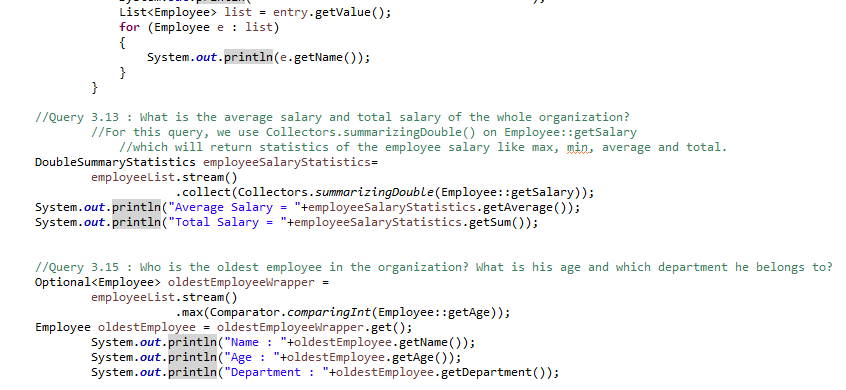 List<Employee> list = entry.getValue();
for (Employee e : list)
{
System.out.println(e.getName());
}
}
//Query 3.13 : What is the average salary and total salary of the whole organization?
//For this query, we use Collectors.summarizingDouble() on Employee::getSalary
//which will return statistics of the employee salary like max, min, average and total.
DoubleSummaryStatistics employeeSalaryStatistics=
employeeList.stream()
.collect(Collectors.summarizingDouble(Employee::getSalary));
System.out.println("Average Salary = "+employeeSalaryStatistics.getAverage());
System.out.println("Total Salary = "+employeeSalaryStatistics.getSum());
//Query 3.15 : Who is the oldest employee in the organization? What is his age and which department he belongs to?
Optional<Employee> oldestEmployeeWrapper =
employeeList.stream()
.max(Comparator.comparingInt(Employee::getAge));
Employee oldestEmployee = oldestEmployeeWrapper.get();
System.out.println("Name : "+oldestEmployee.getName());
System.out.println("Age : "+oldestEmployee.getAge());
System.out.println("Department : "+oldestEmployee.getDepartment());